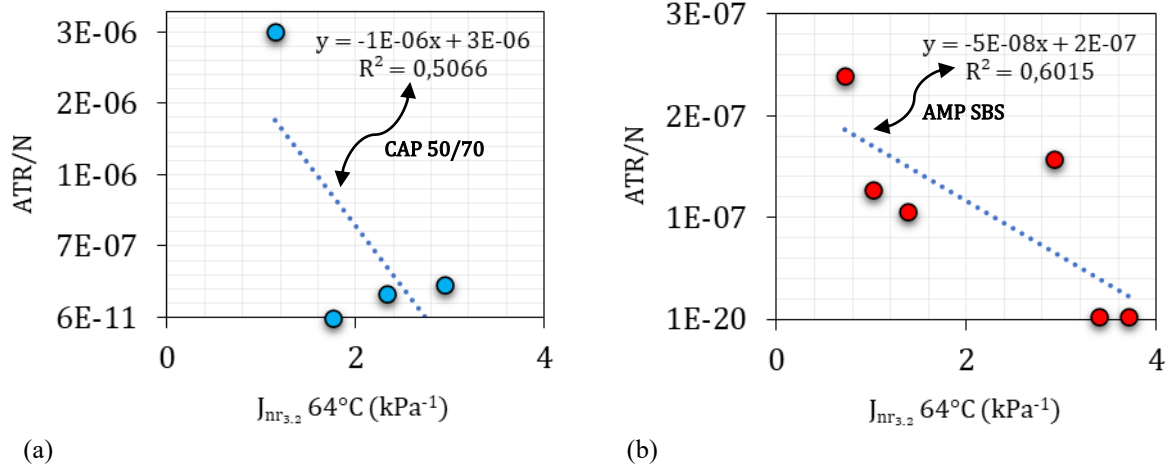 3E-06
2E-06
1E-06
7E-07
6E-11
ATR/N
y = -1E-06x + 3E-06
R² = 0,5066
CAP 50/70
0
2
4
Jnr3.2 64°C (kPa-1)
(a)
3E-07
2E-07
1E-07
1E-20
ATR/N
y = -5E-08x + 2E-07
R² = 0,6015
AMP SBS
0
2
4
Jnr3.2 64°C (kPa-1)
(b)